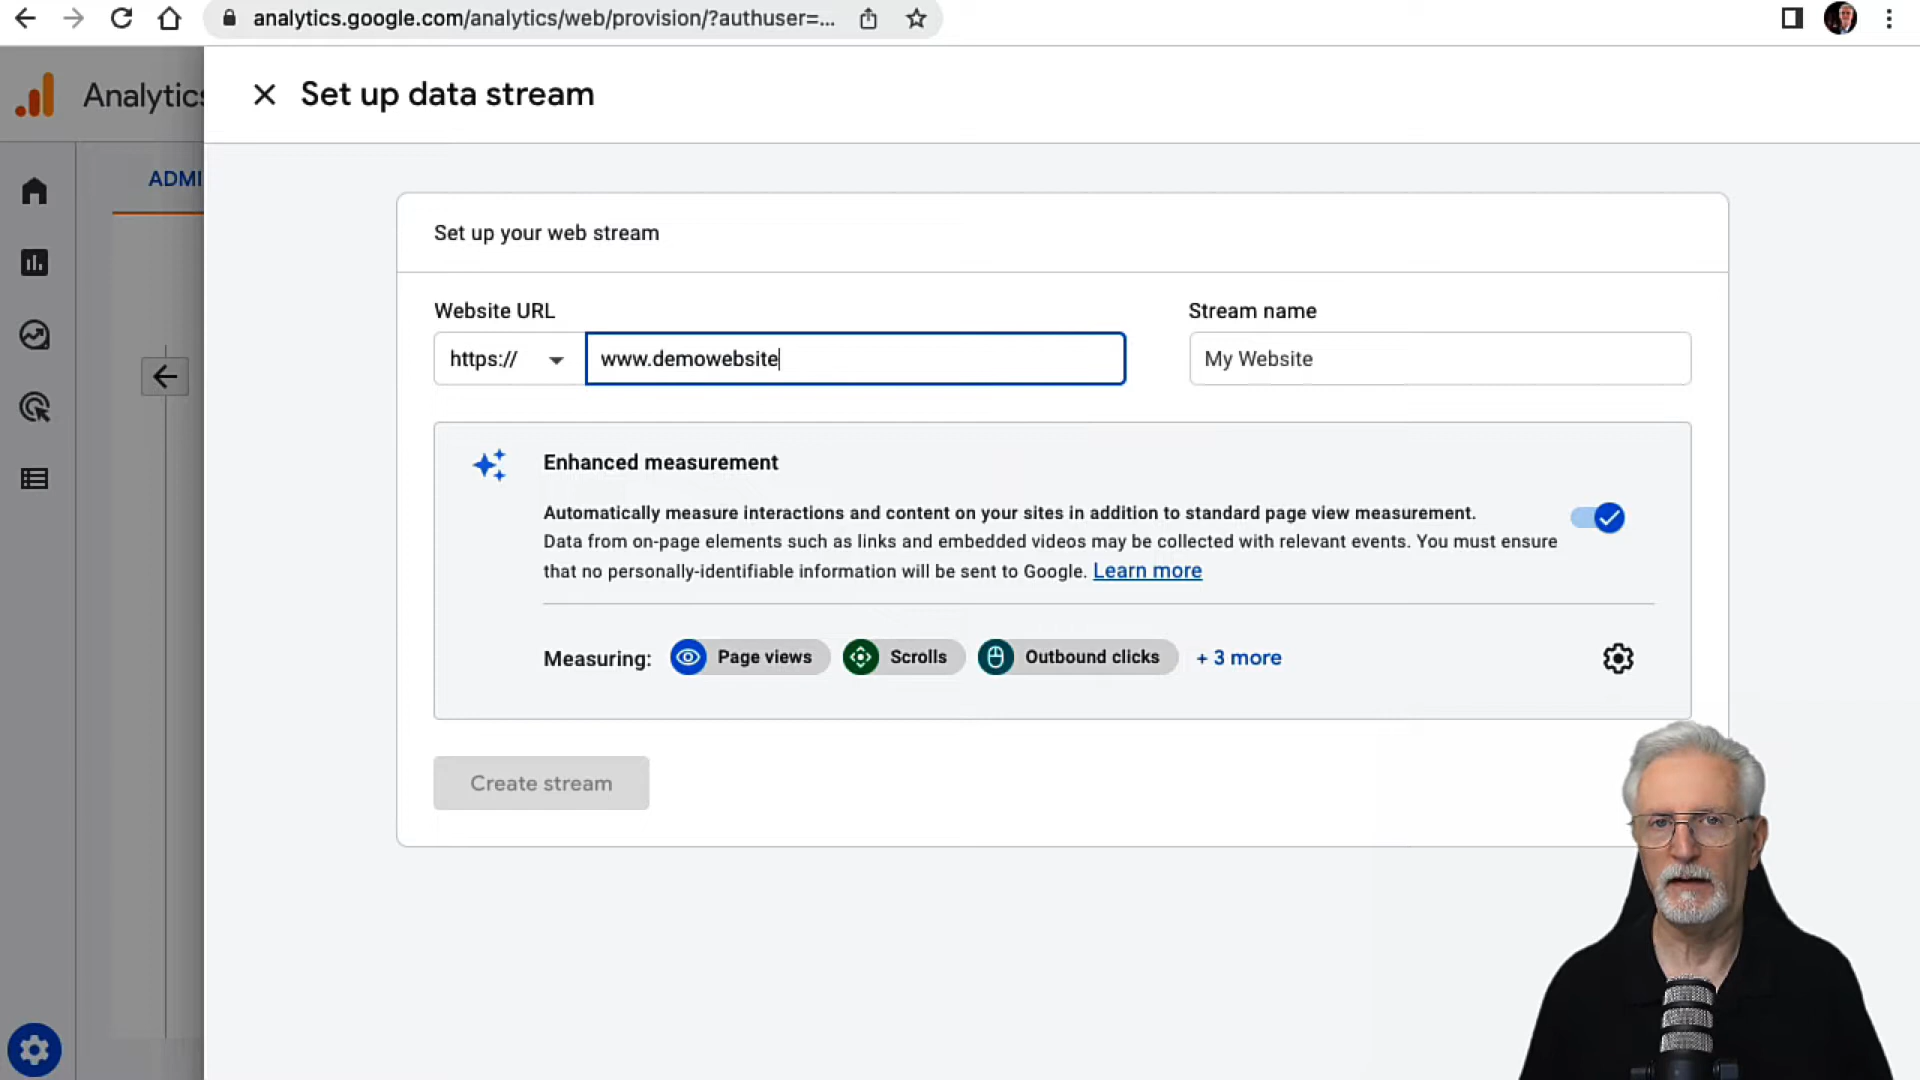 analytics.google.com/analytics/web/provision/?authuser=...
Analytics
Set up data stream
ADMI
Set up your web stream
Website URL
Stream name
https://
www.demowebsite
My Website
Enhanced measurement
Automatically measure interactions and content on your sites in addition to standard page view measurement.
Data from on-page elements such as links and embedded videos may be collected with relevant events. You must ensure
that no personally-identifiable information will be sent to Google. Learn more
Measuring: Page views Scrolls Outbound clicks + 3 more
Create stream